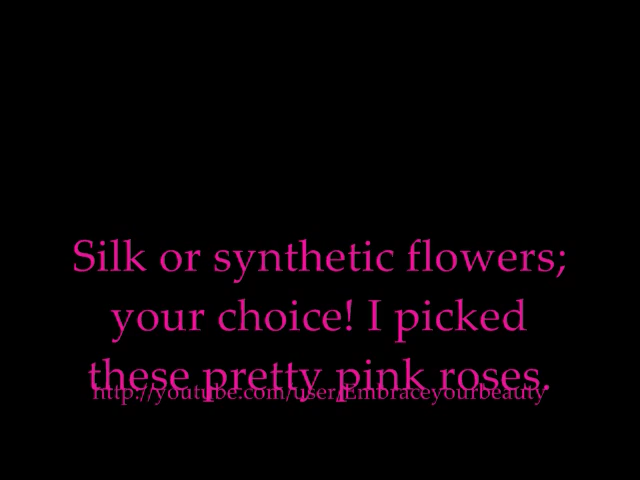 Silk or synthetic flowers;
your choice! I picked
these pretty pink roses.
http://youtube.com/user/Embraceyourbeauty